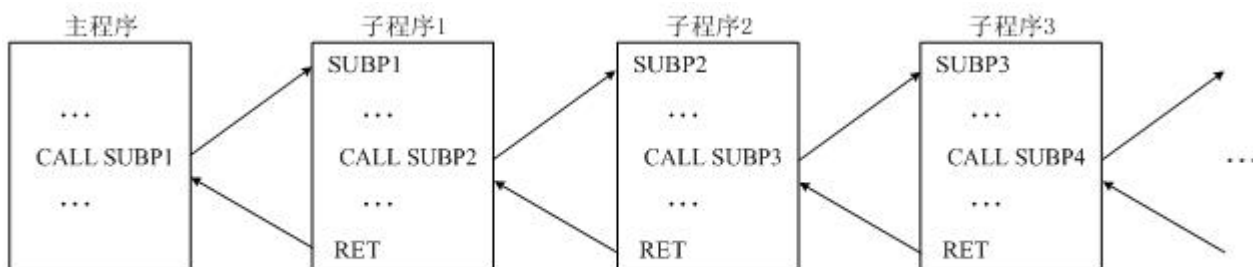 主程序
...
CALL SUBP1
...
子程序1
SUBP1
...
CALL SUBP2
...
RET
子程序2
SUBP2
...
CALL SUBP3
...
RET
子程序3
SUBP3
...
CALL SUBP4
...
RET
...